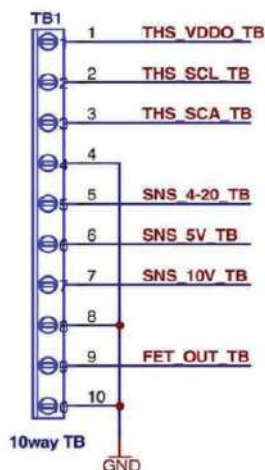 TB1
1 THS_VDDO_TB
2 THS_SCL_TB
3 THS_SCA_TB
4
5 SNS_4-20_TB
6 SNS_5V_TB
7 SNS_10V_TB
8
9 FET_OUT_TB
10
10way TB
GND